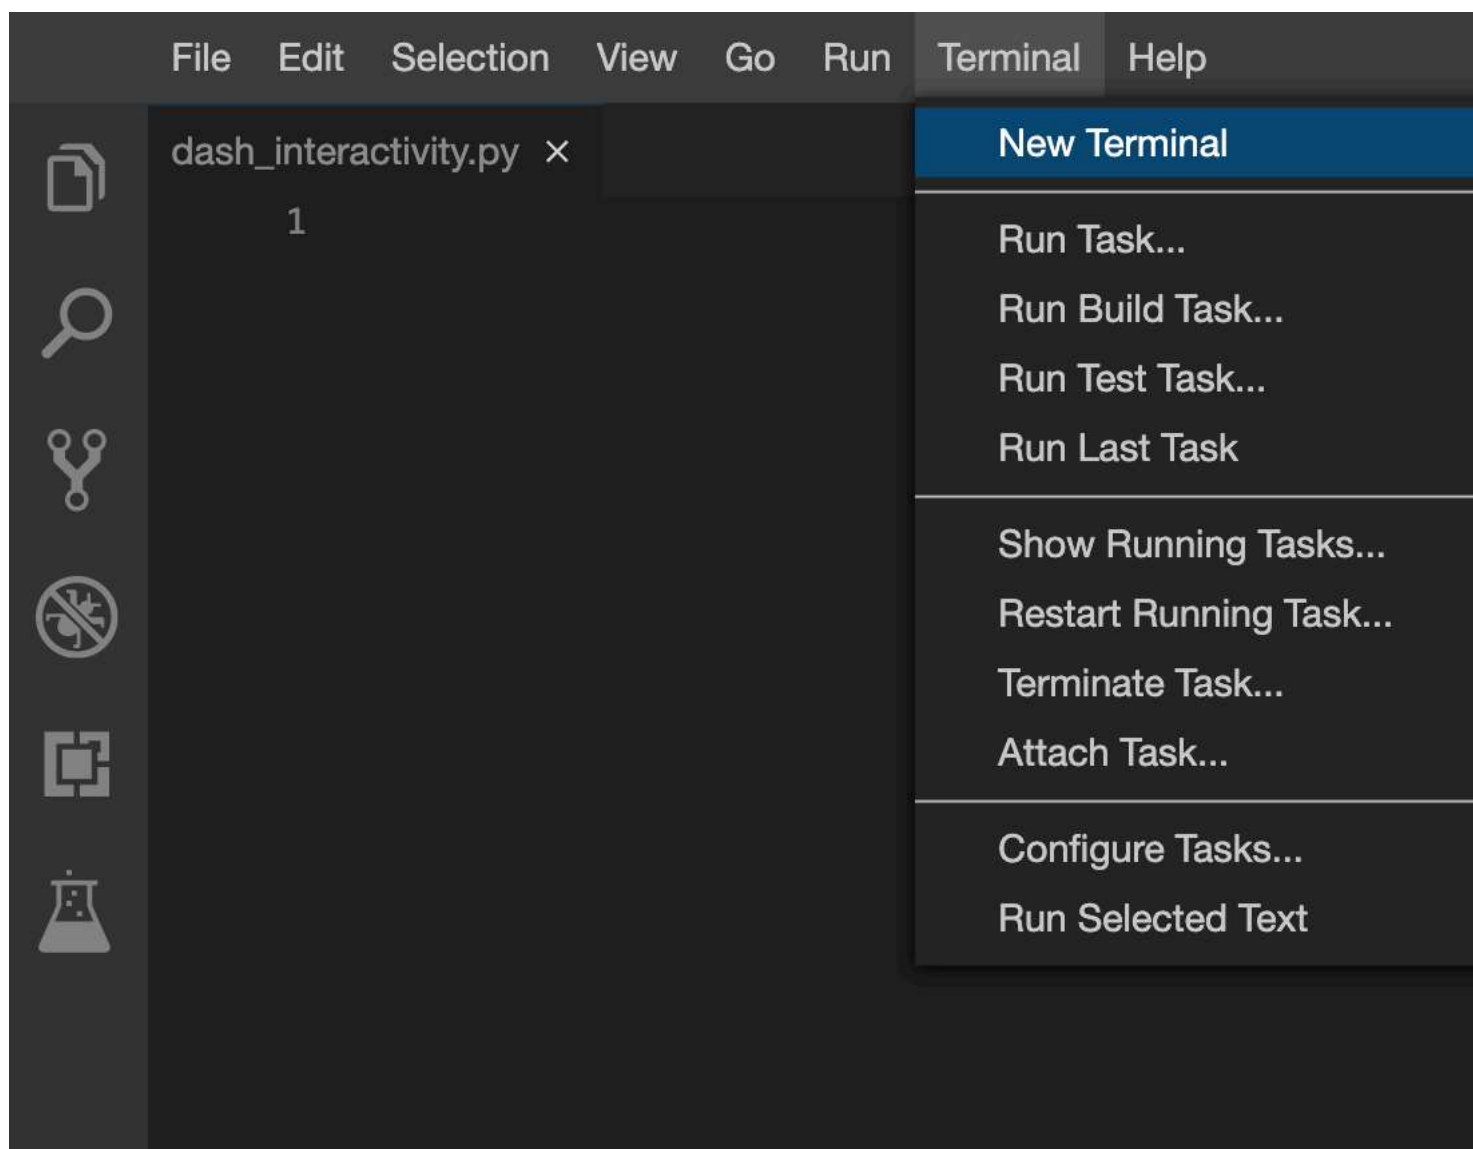 File Edit Selection View Go Run Terminal Help
dash_interactivity.py ×
1
New Terminal
Run Task...
Run Build Task...
Run Test Task...
Run Last Task
Show Running Tasks...
Restart Running Task...
Terminate Task...
Attach Task...
Configure Tasks...
Run Selected Text